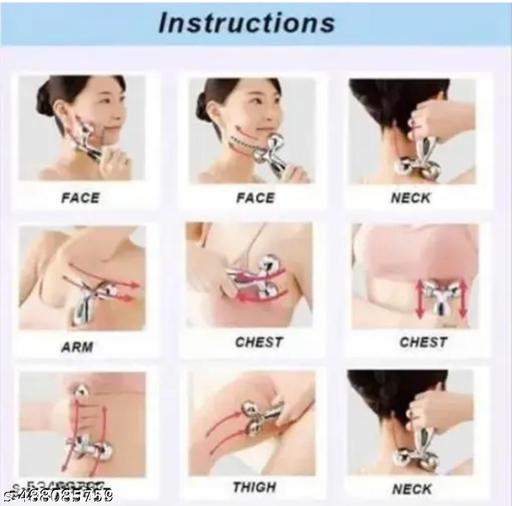 Instructions
FACE
FACE
NECK
ARM
CHEST
CHEST
THIGH
NECK